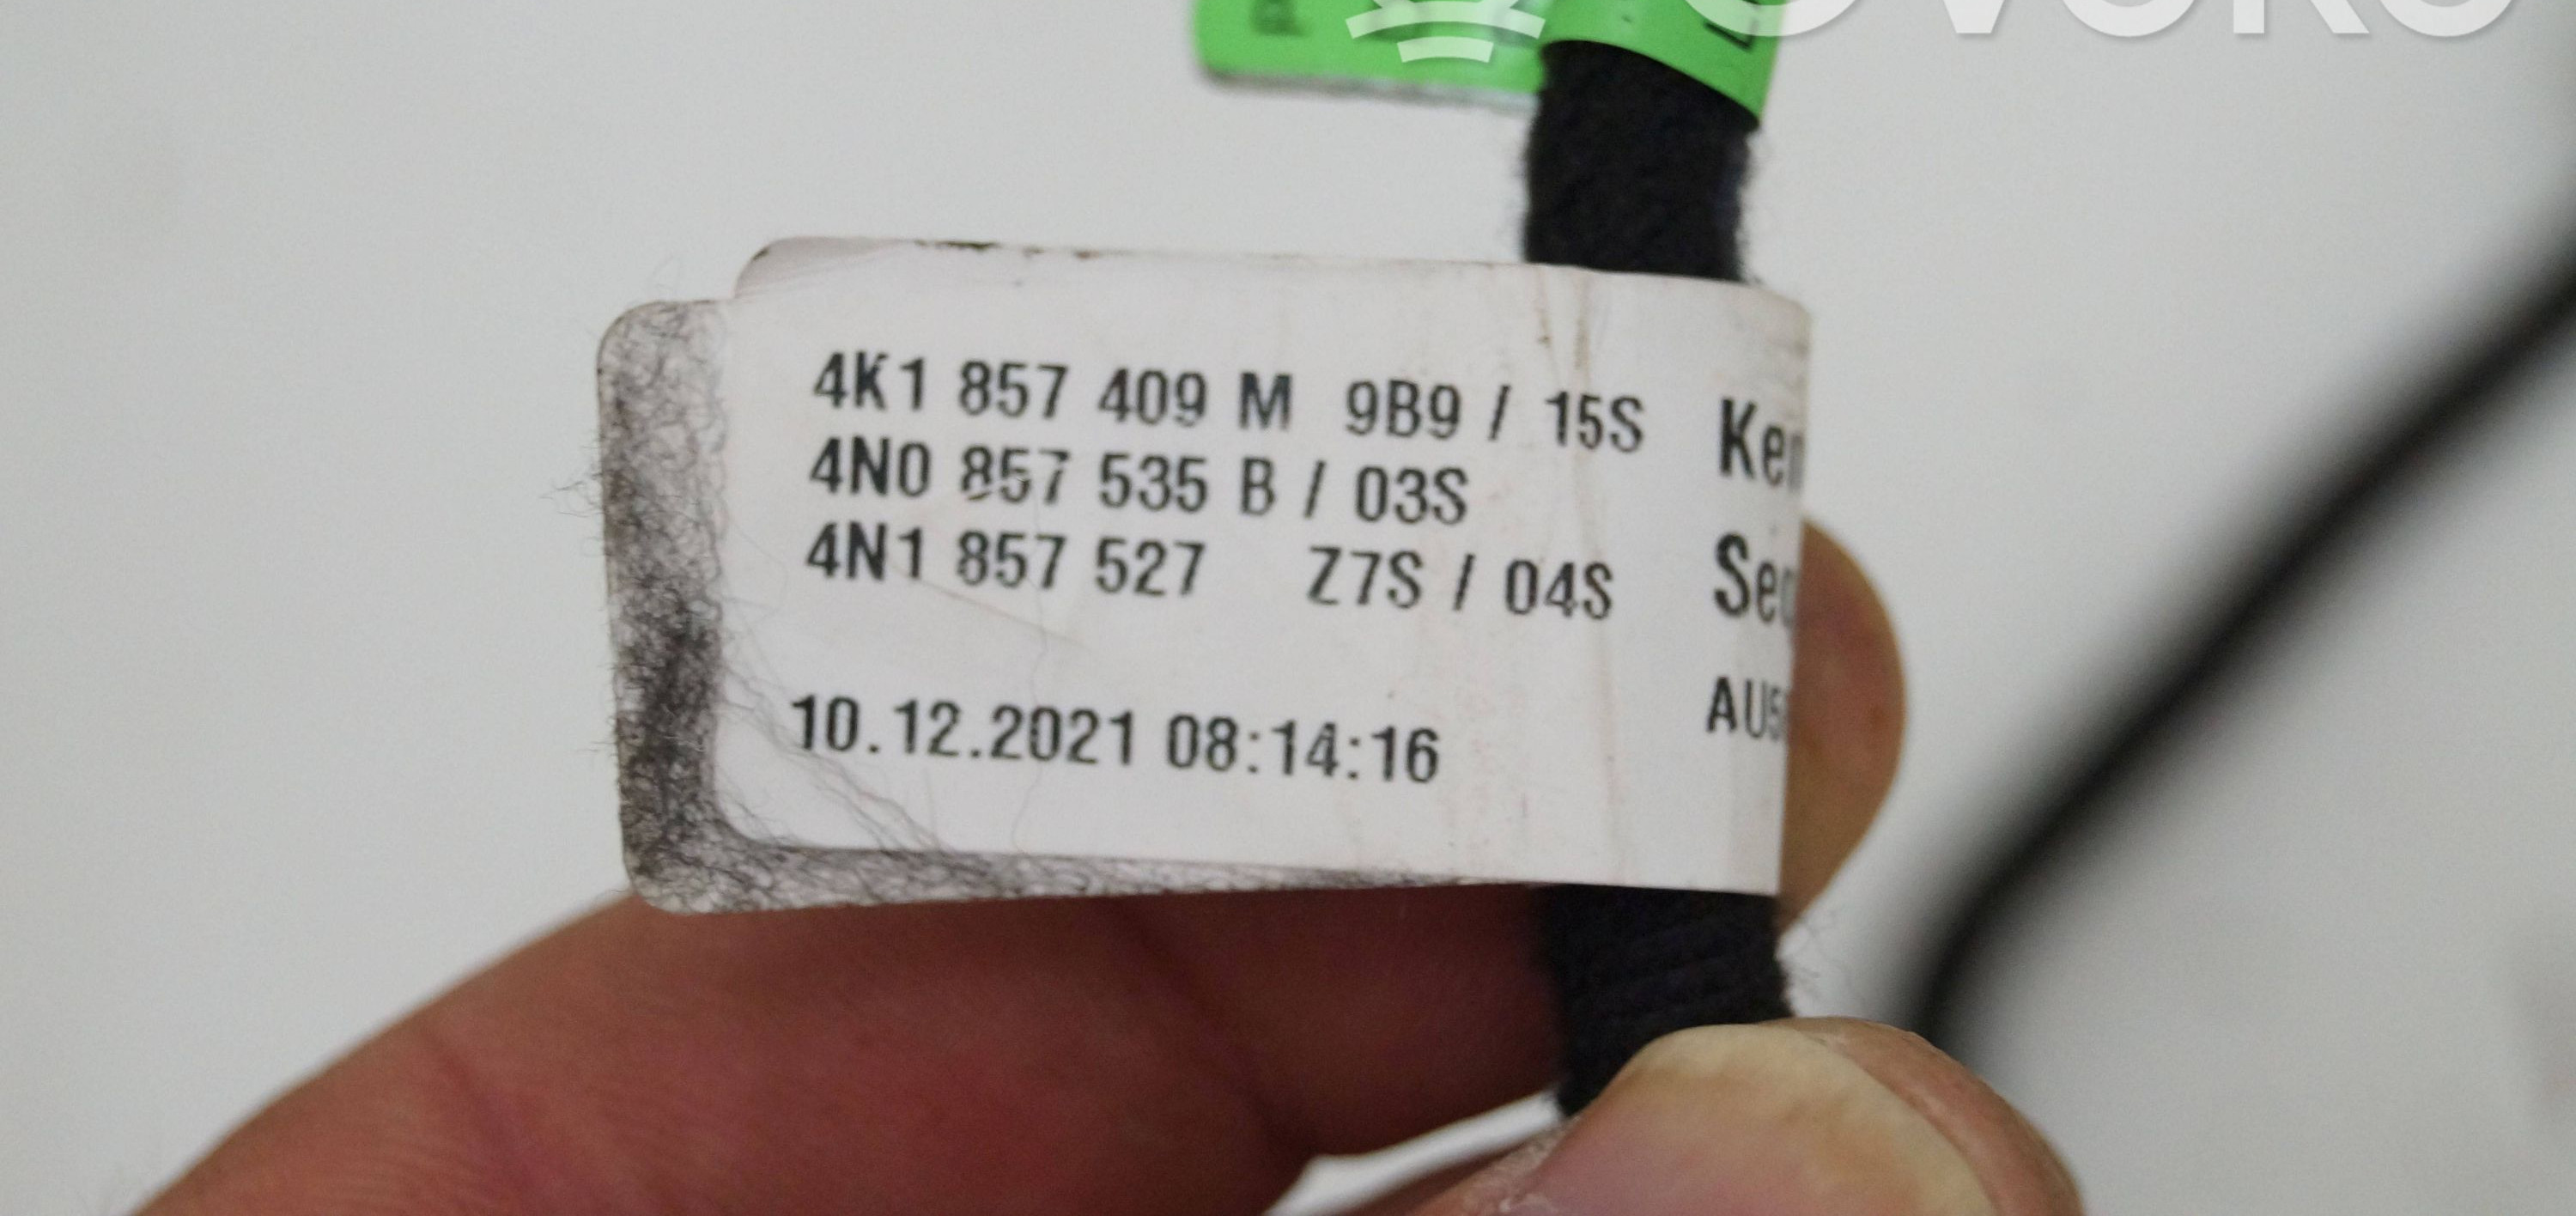 4K1 857 409 M 9B9 / 15S
4N0 857 535 B / 03S
4N1 857 527 Z7S / 04S
10.12.2021 08:14:16